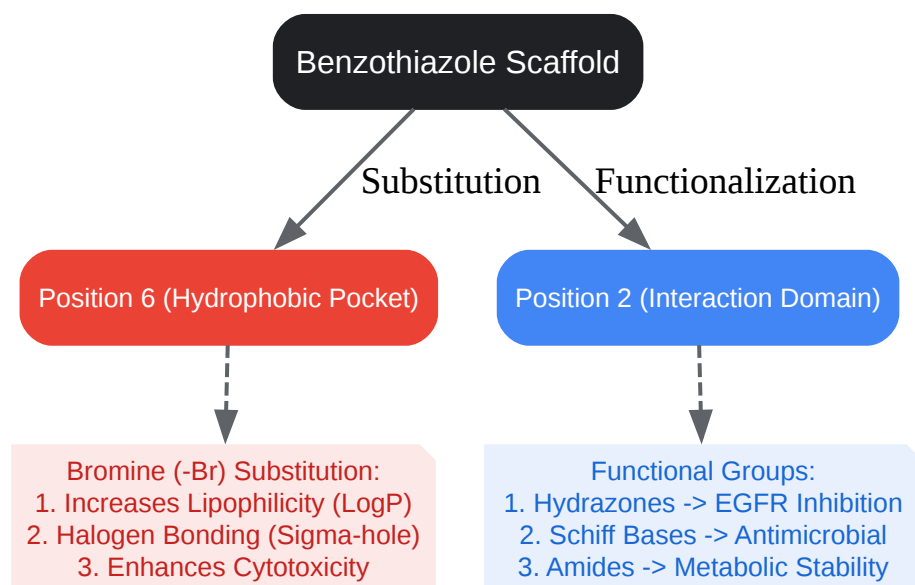 Benzothiazole Scaffold
Substitution
Functionalization
Position 6 (Hydrophobic Pocket)
Position 2 (Interaction Domain)
Bromine (-Br) Substitution:
1. Increases Lipophilicity (LogP)
2. Halogen Bonding (Sigma-hole)
3. Enhances Cytotoxicity
Functional Groups:
1. Hydrazones -> EGFR Inhibition
2. Schiff Bases -> Antimicrobial
3. Amides -> Metabolic Stability